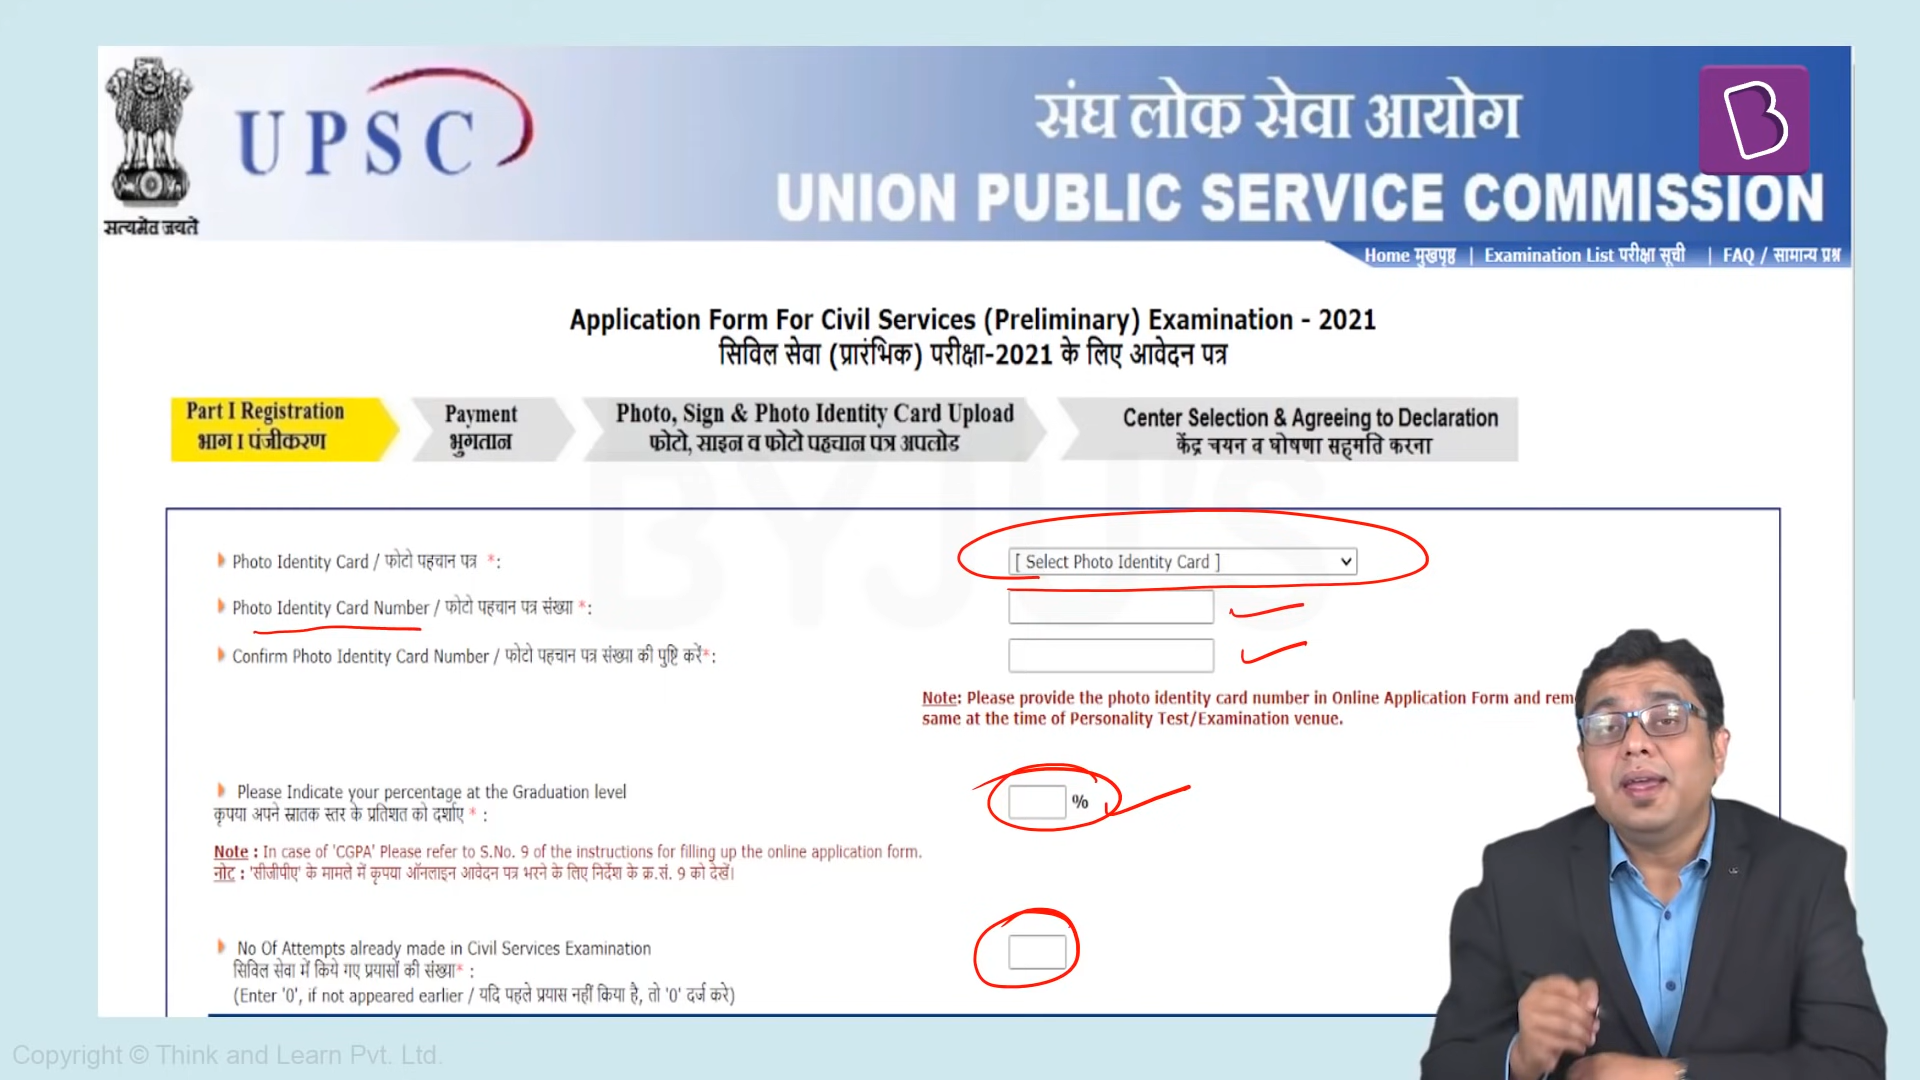 UPSC
सत्यमेव जयते
संघ लोक सेवा आयोग
UNION PUBLIC SERVICE COMMISSION
B
Home मुखपृष्ठ | Examination List परीक्षा सूची | FAQ / सामान्य प्रश्न
Application Form For Civil Services (Preliminary) Examination - 2021
सिविल सेवा (प्रारंभिक) परीक्षा-2021 के लिए आवेदन पत्र
Part I Registration
भाग I पंजीकरण
Payment
भुगतान
Photo, Sign & Photo Identity Card Upload
फोटो, साइन व फोटो पहचान पत्र अपलोड
Center Selection & Agreeing to Declaration
केंद्र चयन व घोषणा सहमति करना
BYJU'S
Photo Identity Card / फोटो पहचान पत्र *:
[ Select Photo Identity Card ]
Photo Identity Card Number / फोटो पहचान पत्र संख्या *:
Confirm Photo Identity Card Number / फोटो पहचान पत्र संख्या की पुष्टि करें*:
Note: Please provide the photo identity card number in Online Application Form and
same at the time of Personality Test/Examination venue.
Please Indicate your percentage at the Graduation level
कृपया अपने स्नातक स्तर के प्रतिशत को दर्शाए * :
%
Note : In case of 'CGPA' Please refer to S.No. 9 of the instructions for filling up the online application form.
नोट : 'सीजीपीए' के मामले में कृपया ऑनलाइन आवेदन पत्र भरने के लिए निर्देश के क्र.सं. 9 को देखें।
No Of Attempts already made in Civil Services Examination
सिविल सेवा में किये गए प्रयासों की संख्या* :
(Enter '0', if not appeared earlier / यदि पहले प्रयास नहीं किया है, तो '0' दर्ज करे)
Copyright © Think and Learn Pvt. Ltd.